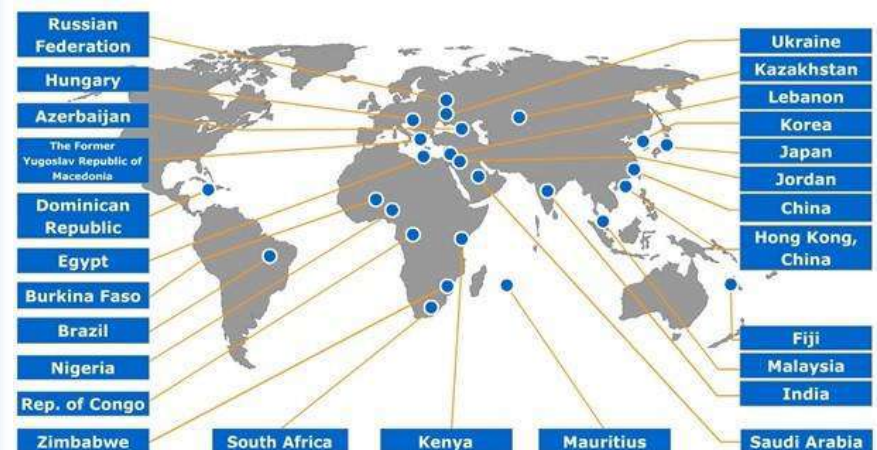 Russian
Federation
Hungary
Azerbaijan
The Former
Yugoslav Republic of
Macedonia
Dominican
Republic
Egypt
Burkina Faso
Brazil
Nigeria
Rep. of Congo
Zimbabwe
South Africa
Kenya
Mauritius
Ukraine
Kazakhstan
Lebanon
Korea
Japan
Jordan
China
Hong Kong,
China
Fiji
Malaysia
India
Saudi Arabia